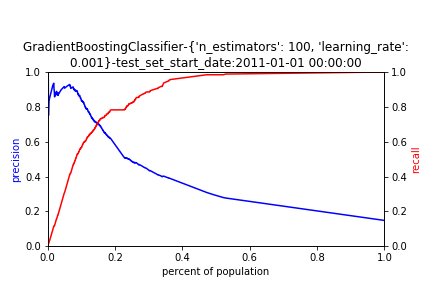 GradientBoostingClassifier-{'n_estimators': 100, 'learning_rate':
0.001}-test_set_start_date:2011-01-01 00:00:00
1.0
0.8
0.6
0.4
0.2
0.0
precision
1.0
0.8
0.6
0.4
0.2
0.0
recall
0.0 0.2 0.4 0.6 0.8 1.0
percent of population